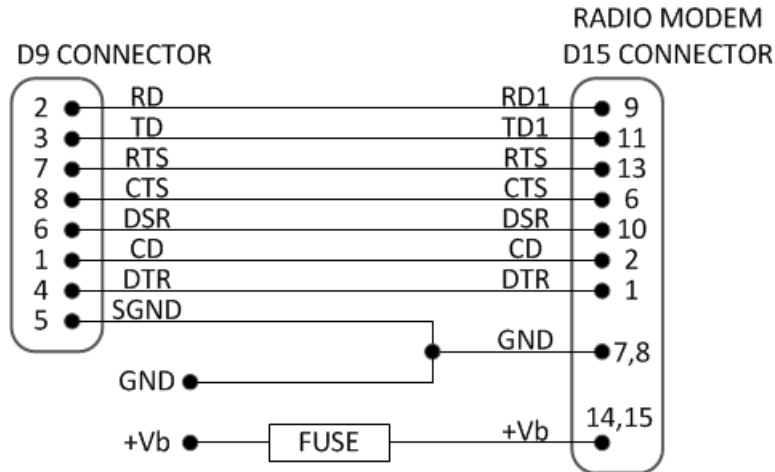 RADIO MODEM
D9 CONNECTOR D15 CONNECTOR
2 RD RD1 9
3 TD TD1 11
7 RTS RTS 13
8 CTS CTS 6
6 DSR DSR 10
1 CD CD 2
4 DTR DTR 1
5 SGND
GND 7,8
GND
14,15
+Vb FUSE +Vb